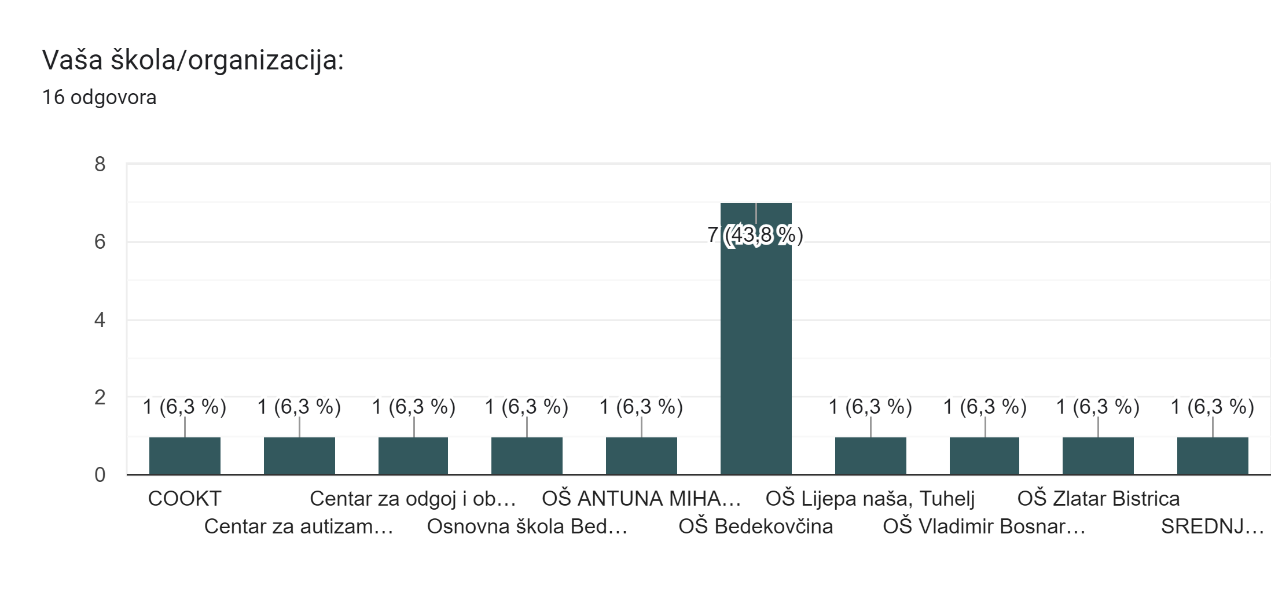 Vaša škola/organizacija:
16 odgovora
8
6
4
2
0
1 (6,3 %)
1 (6,3 %)
1 (6,3 %)
1 (6,3 %)
1 (6,3 %)
7 (43,8 %)
1 (6,3 %)
1 (6,3 %)
1 (6,3 %)
1 (6,3 %)
COOKT
Centar za autizam…
Centar za odgoj i ob…
Osnovna škola Bed…
OŠ ANTUNA MIHA…
OŠ Bedekovčina
OŠ Lijepa naša, Tuhelj
OŠ Vladimir Bosnar…
OŠ Zlatar Bistrica
SREDNJ…